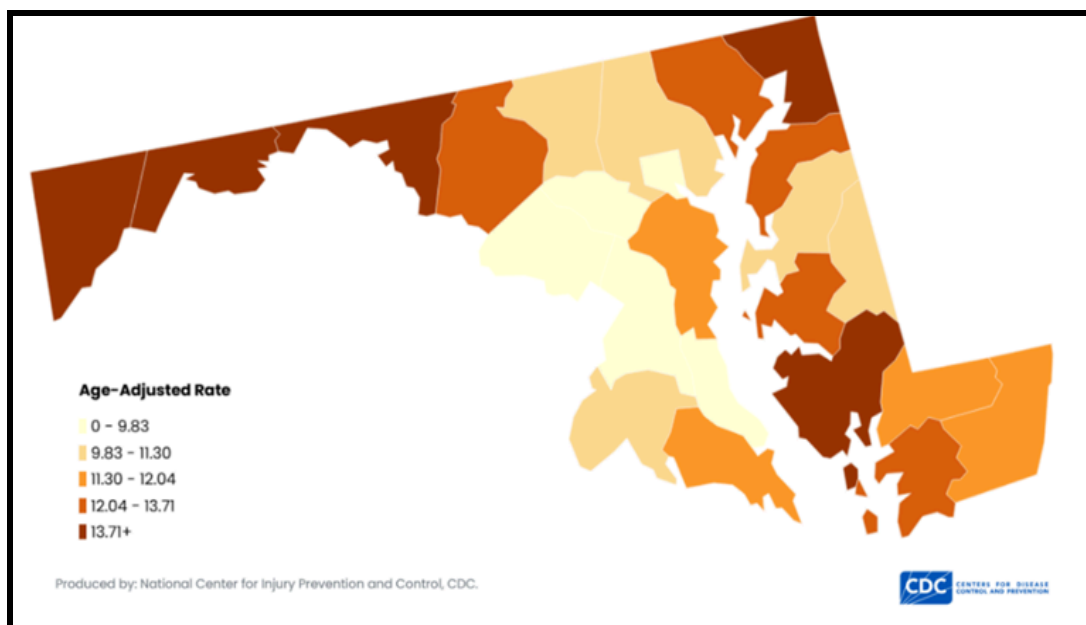 Age-Adjusted Rate
0 - 9.83
9.83 - 11.30
11.30 - 12.04
12.04 - 13.71
13.71+
Produced by: National Center for Injury Prevention and Control, CDC.
CDC
CENTERS FOR DISEASE
CONTROL AND PREVENTION